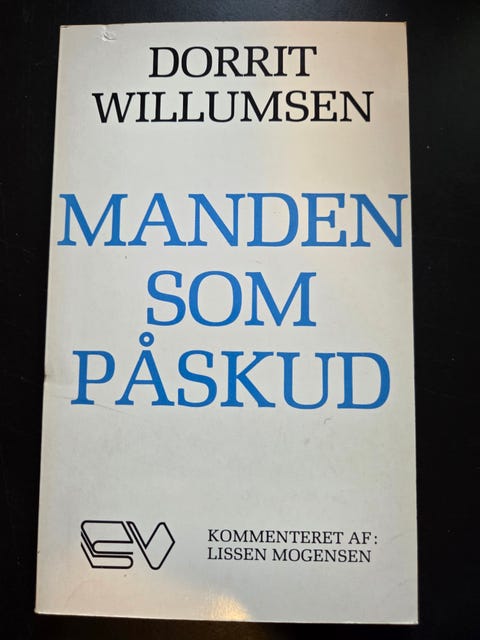 DORRIT
WILLUMSEN
MANDEN
SOM
PÅSKUD
KOMMENTERET AF:
LISSEN MOGENSEN